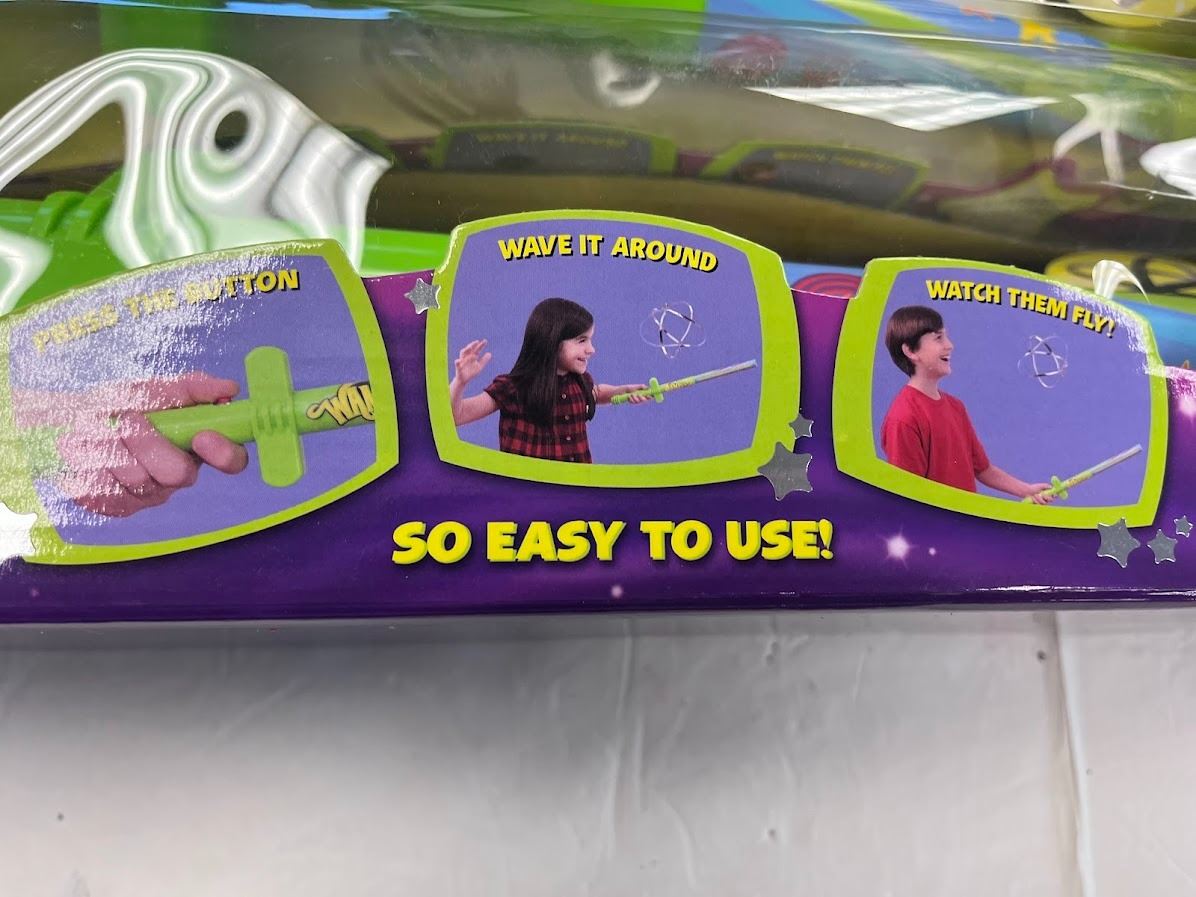 PRESS THE BUTTON
WAVE IT AROUND
WATCH THEM FLY!
SO EASY TO USE!